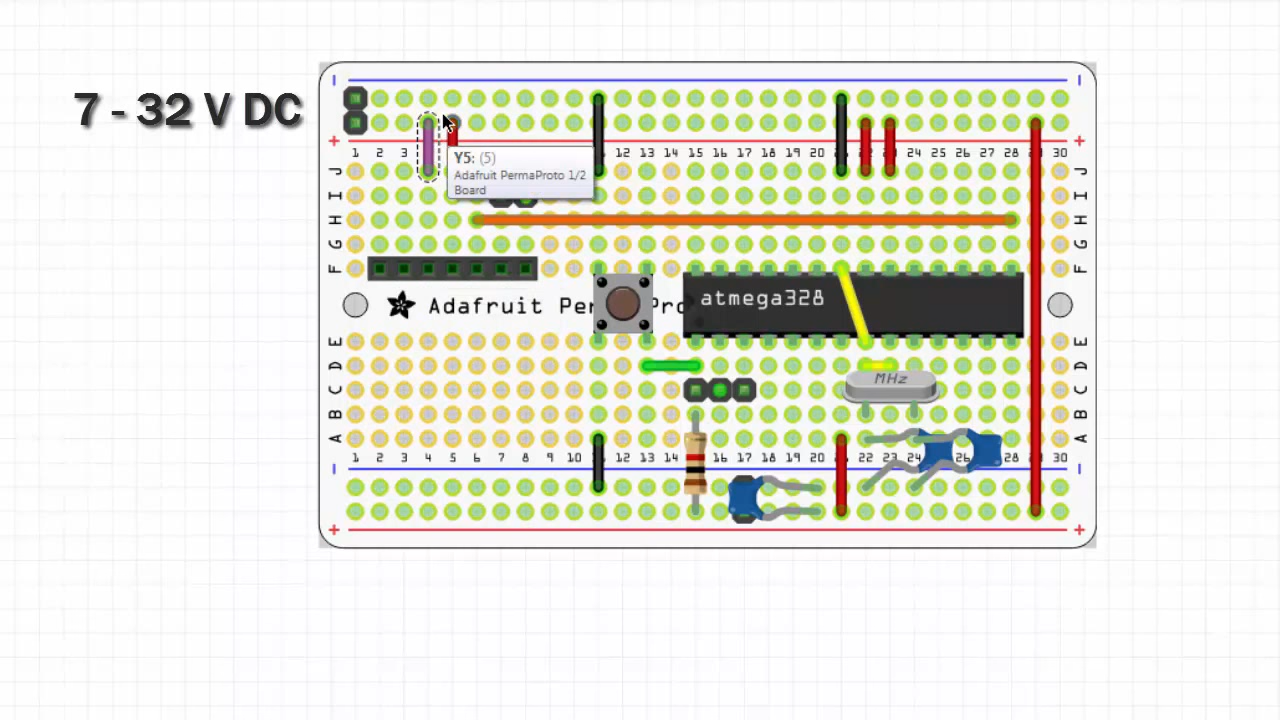 7 - 32 V DC
- -
+ 1 2 3 12 13 14 15 16 17 18 19 20 22 24 25 26 27 28 30 +
Y5: (5)
Adafruit PermaProto 1/2
Board
J J
I I
H H
G G
F F
atmega328
Adafruit Per Pro
E E
D D
MHz
C C
B B
A A
1 2 3 4 5 6 7 8 9 10 12 13 14 16 17 18 19 20 22 23 26 28 30
- -
+ +